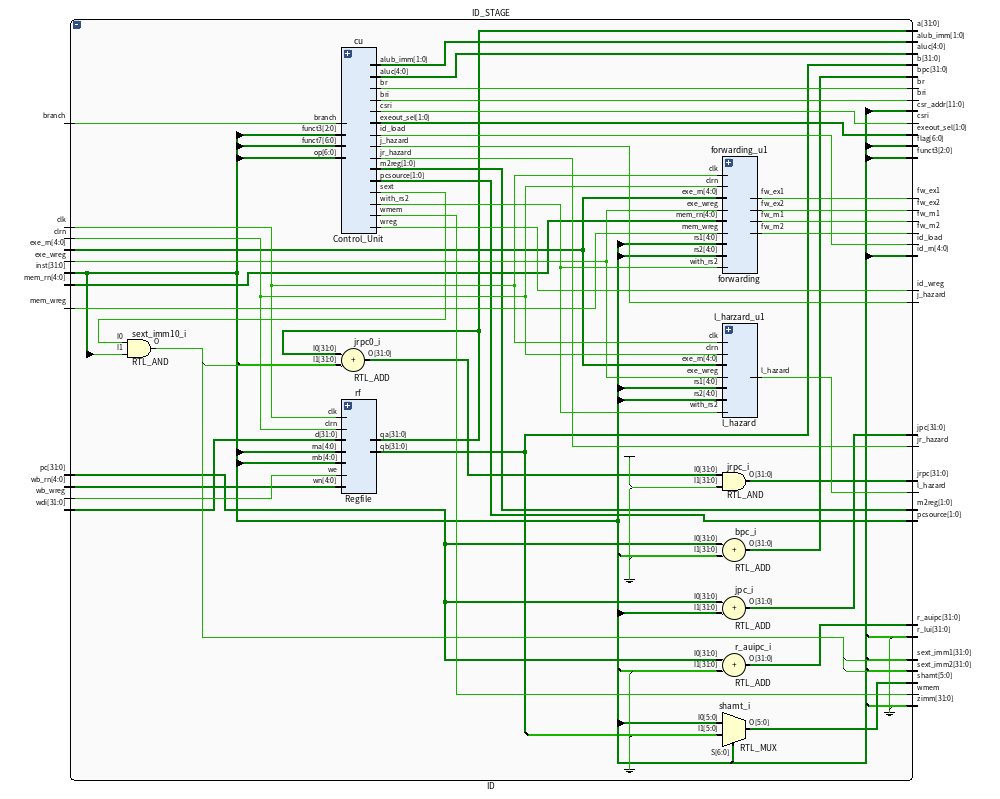 ID_STAGE
branch
clk
clrn
exe_m[4:0]
exe_wreg
inst[31:0]
mem_rn[4:0]
mem_wreg
pc[31:0]
wb_rn[4:0]
wb_wreg
wdi[31:0]
cu
branch
funct3[2:0]
funct7[6:0]
op[6:0]
alub_imm[1:0]
aluc[4:0]
br
bri
csri
exeout_sel[1:0]
id_load
j_hazard
jr_hazard
m2reg[1:0]
pcsource[1:0]
sext
with_rs2
wmem
wreg
Control_Unit
sext_imm10_i
I0
I1
O
RTL_AND
jrpc0_i
I0[31:0]
I1[31:0]
O[31:0]
RTL_ADD
rf
clk
clrn
d[31:0]
rna[4:0]
rnb[4:0]
we
wn[4:0]
qa[31:0]
qb[31:0]
Regfile
forwarding_u1
clk
clrn
exe_m[4:0]
exe_wreg
mem_rn[4:0]
mem_wreg
rs1[4:0]
rs2[4:0]
with_rs2
fw_ex1
fw_ex2
fw_m1
fw_m2
forwarding
l_harzard_u1
clk
clrn
exe_m[4:0]
exe_wreg
rs1[4:0]
rs2[4:0]
with_rs2
l_hazard
l_hazard
jrpc_i
I0[31:0]
I1[31:0]
O[31:0]
RTL_AND
bpc_i
I0[31:0]
I1[31:0]
O[31:0]
RTL_ADD
jpc_i
I0[31:0]
I1[31:0]
O[31:0]
RTL_ADD
r_auipc_i
I0[31:0]
I1[31:0]
O[31:0]
RTL_ADD
shamt_i
I0[5:0]
I1[5:0]
S[6:0]
O[5:0]
RTL_MUX
a[31:0]
alub_imm[1:0]
aluc[4:0]
b[31:0]
bpc[31:0]
br
bri
csr_addr[11:0]
csri
exeout_sel[1:0]
flag[6:0]
funct3[2:0]
fw_ex1
fw_ex2
fw_m1
fw_m2
id_load
id_m[4:0]
id_wreg
j_hazard
jpc[31:0]
jr_hazard
jrpc[31:0]
l_hazard
m2reg[1:0]
pcsource[1:0]
r_auipc[31:0]
r_lui[31:0]
sext_imm1[31:0]
sext_imm2[31:0]
shamt[5:0]
wmem
zimm[31:0]
ID